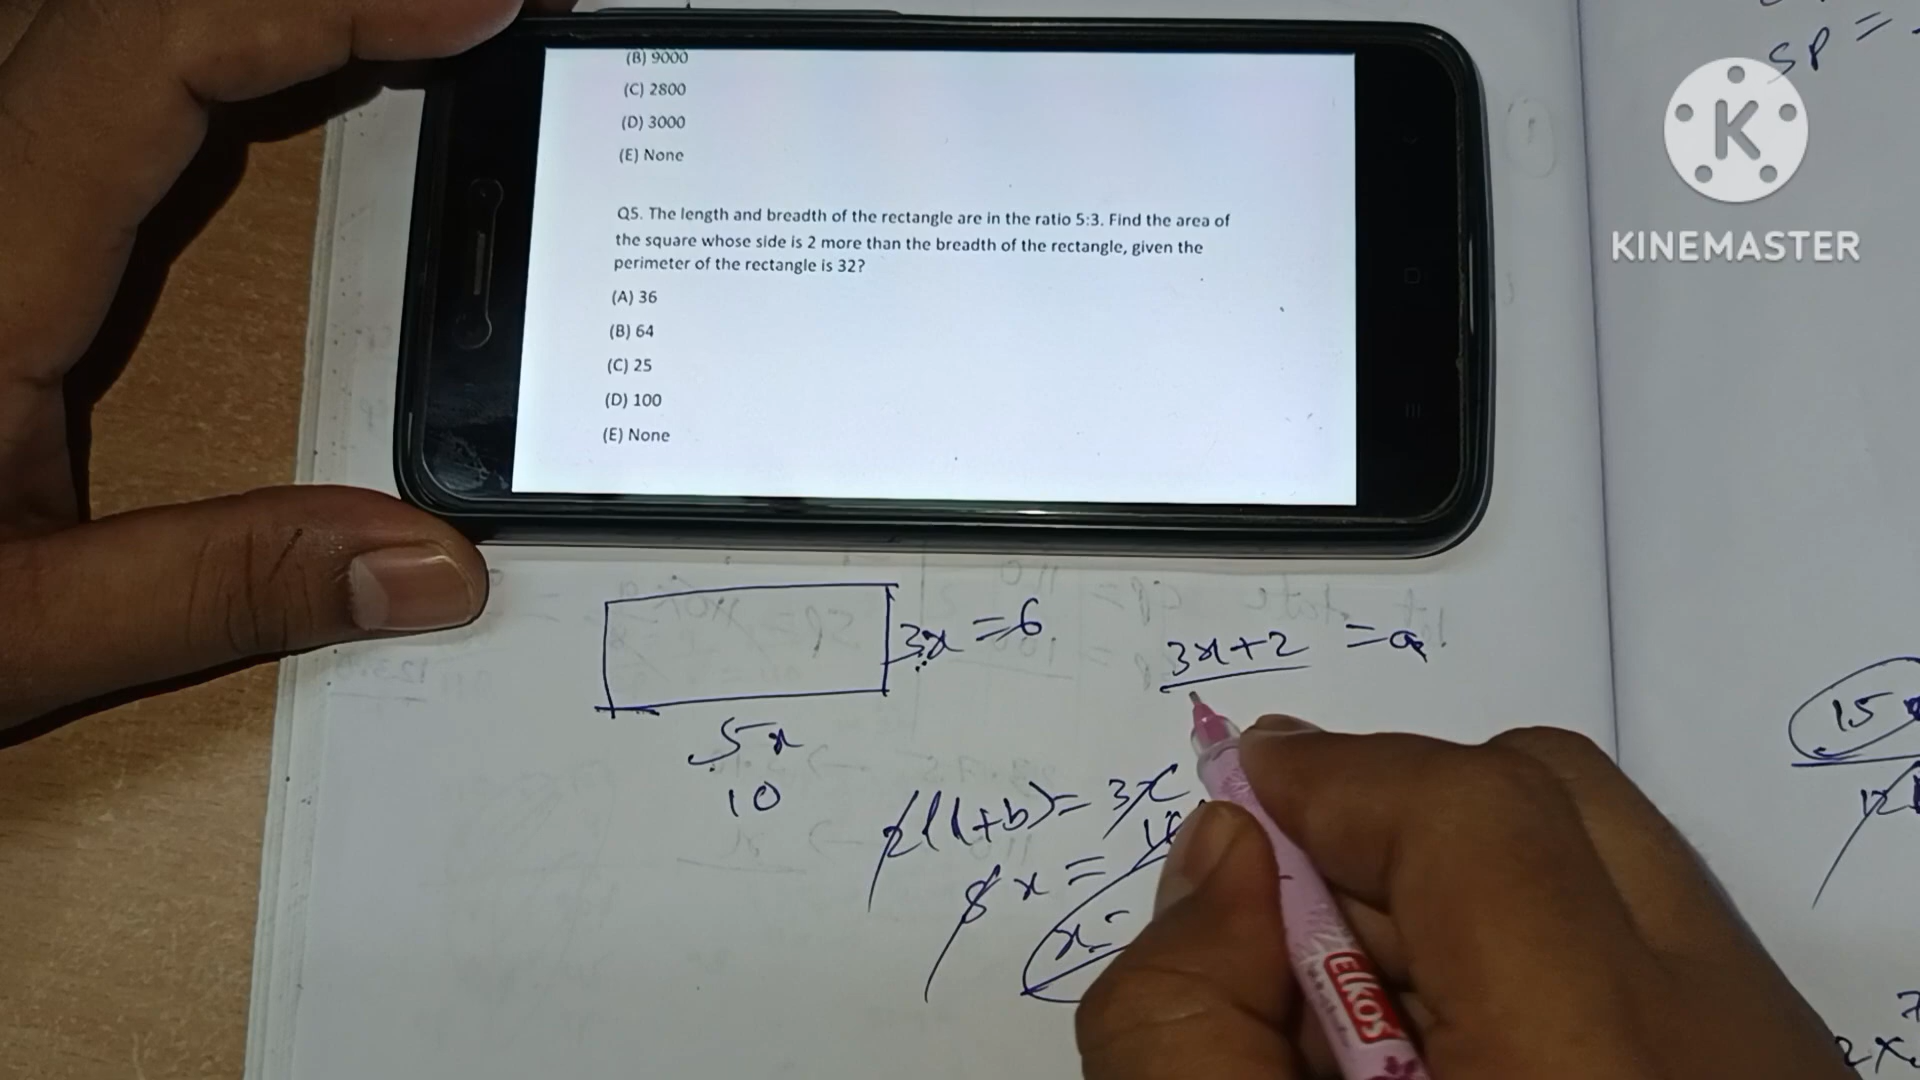 (B) 9000
(C) 2800
(D) 3000
(E) None
Q5. The length and breadth of the rectangle are in the ratio 5:3. Find the area of
the square whose side is 2 more than the breadth of the rectangle, given the
perimeter of the rectangle is 32?
(A) 36
(B) 64
(C) 25
(D) 100
(E) None
SP =
K
KINEMASTER
3x = 6
3x+2 = a
5x
10
2(l+b) =
8x =
x =
Elkos
15